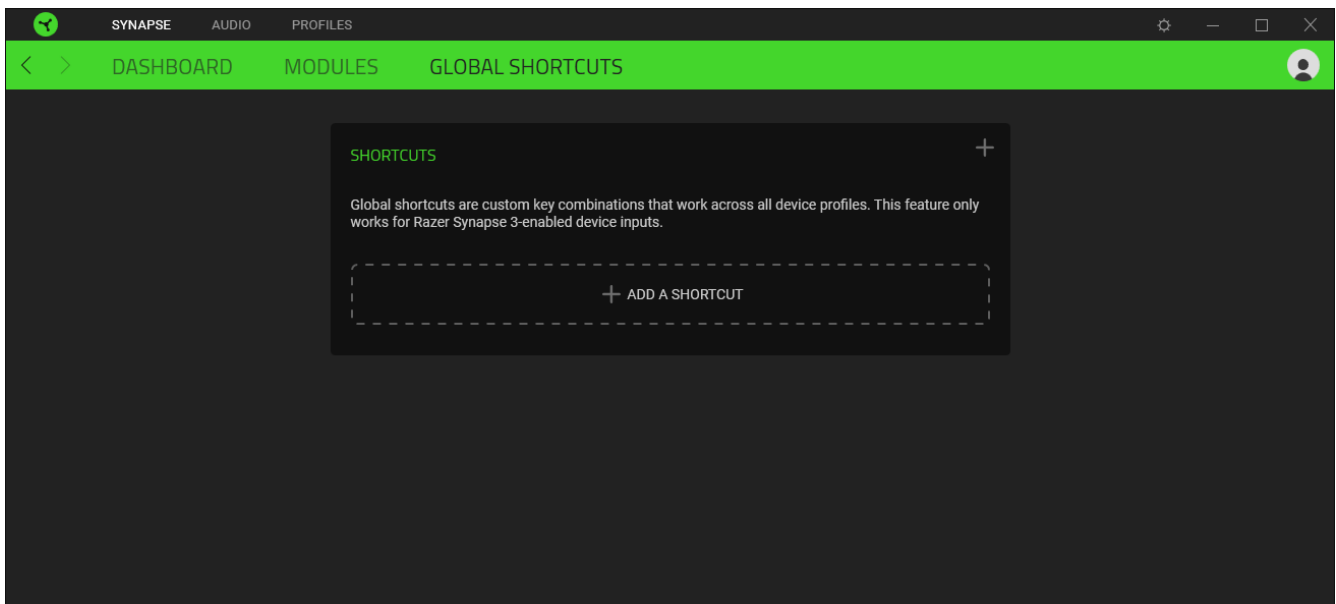 SYNAPSE AUDIO PROFILES
DASHBOARD MODULES GLOBAL SHORTCUTS
SHORTCUTS
Global shortcuts are custom key combinations that work across all device profiles. This feature only
works for Razer Synapse 3-enabled device inputs.
ADD A SHORTCUT